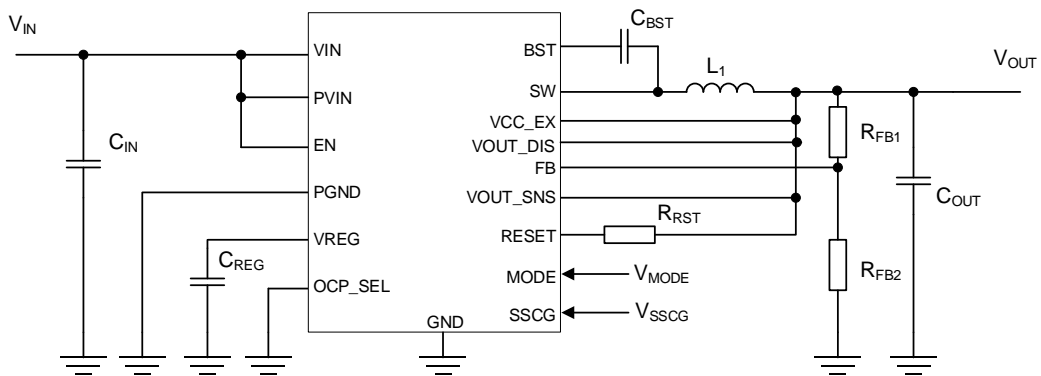 VIN
CIN
VIN
PVIN
EN
PGND
VREG
CREG
OCP_SEL
GND
BST
CBST
SW
L1
VOUT
VCC_EX
VOUT_DIS
FB
VOUT_SNS
RESET
RRST
MODE
VMODE
SSCG
VSSCG
RFB1
RFB2
COUT